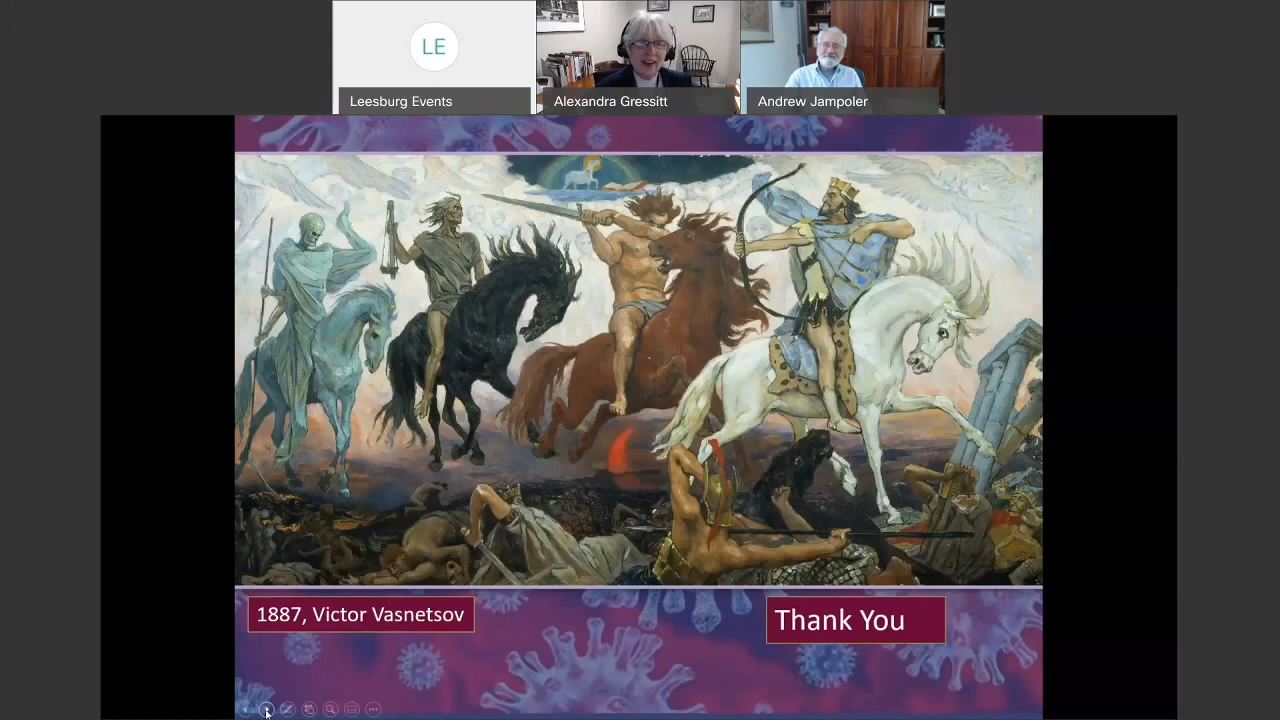 LE
Leesburg Events
Alexandra Gressitt
Andrew Jampoler
1887, Victor Vasnetsov
Thank You